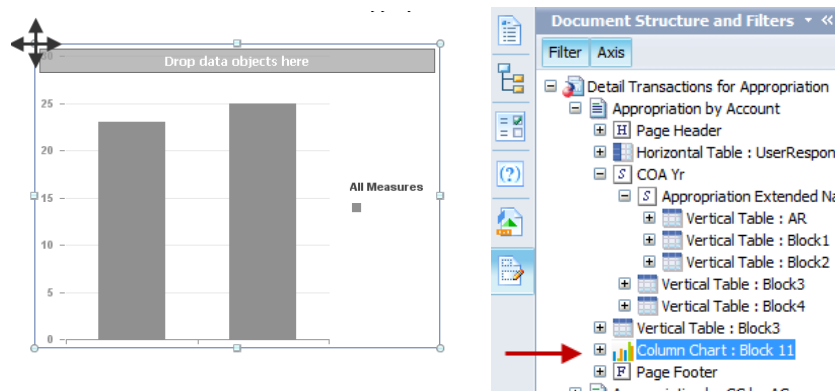 Drop data objects here
25
20
15
10
5
0
All Measures
Document Structure and Filters
Filter Axis
Detail Transactions for Appropriation
Appropriation by Account
H Page Header
Horizontal Table : UserRespon
S COA Yr
S Appropriation Extended Na
Vertical Table : AR
Vertical Table : Block1
Vertical Table : Block2
Vertical Table : Block3
Vertical Table : Block4
Vertical Table : Block3
Column Chart : Block 11
F Page Footer